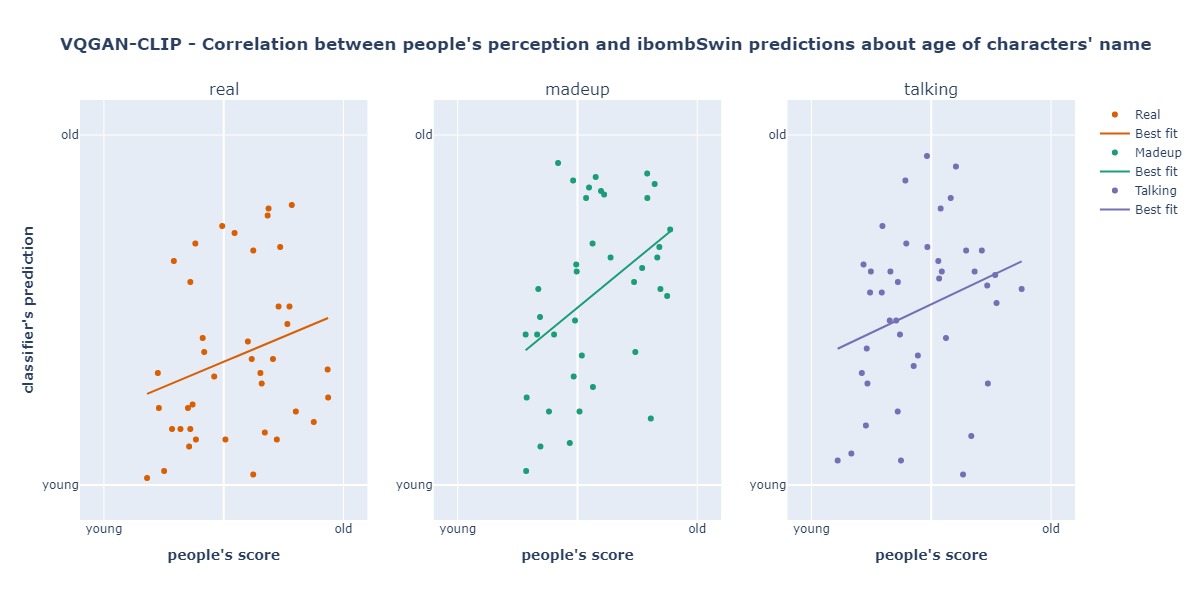 VQGAN-CLIP - Correlation between people's perception and ibombSwin predictions about age of characters' name
real
madeup
talking
old
young
young
old
people's score
classifier's prediction
old
young
young
old
people's score
old
young
young
old
people's score
Real
Best fit
Madeup
Best fit
Talking
Best fit